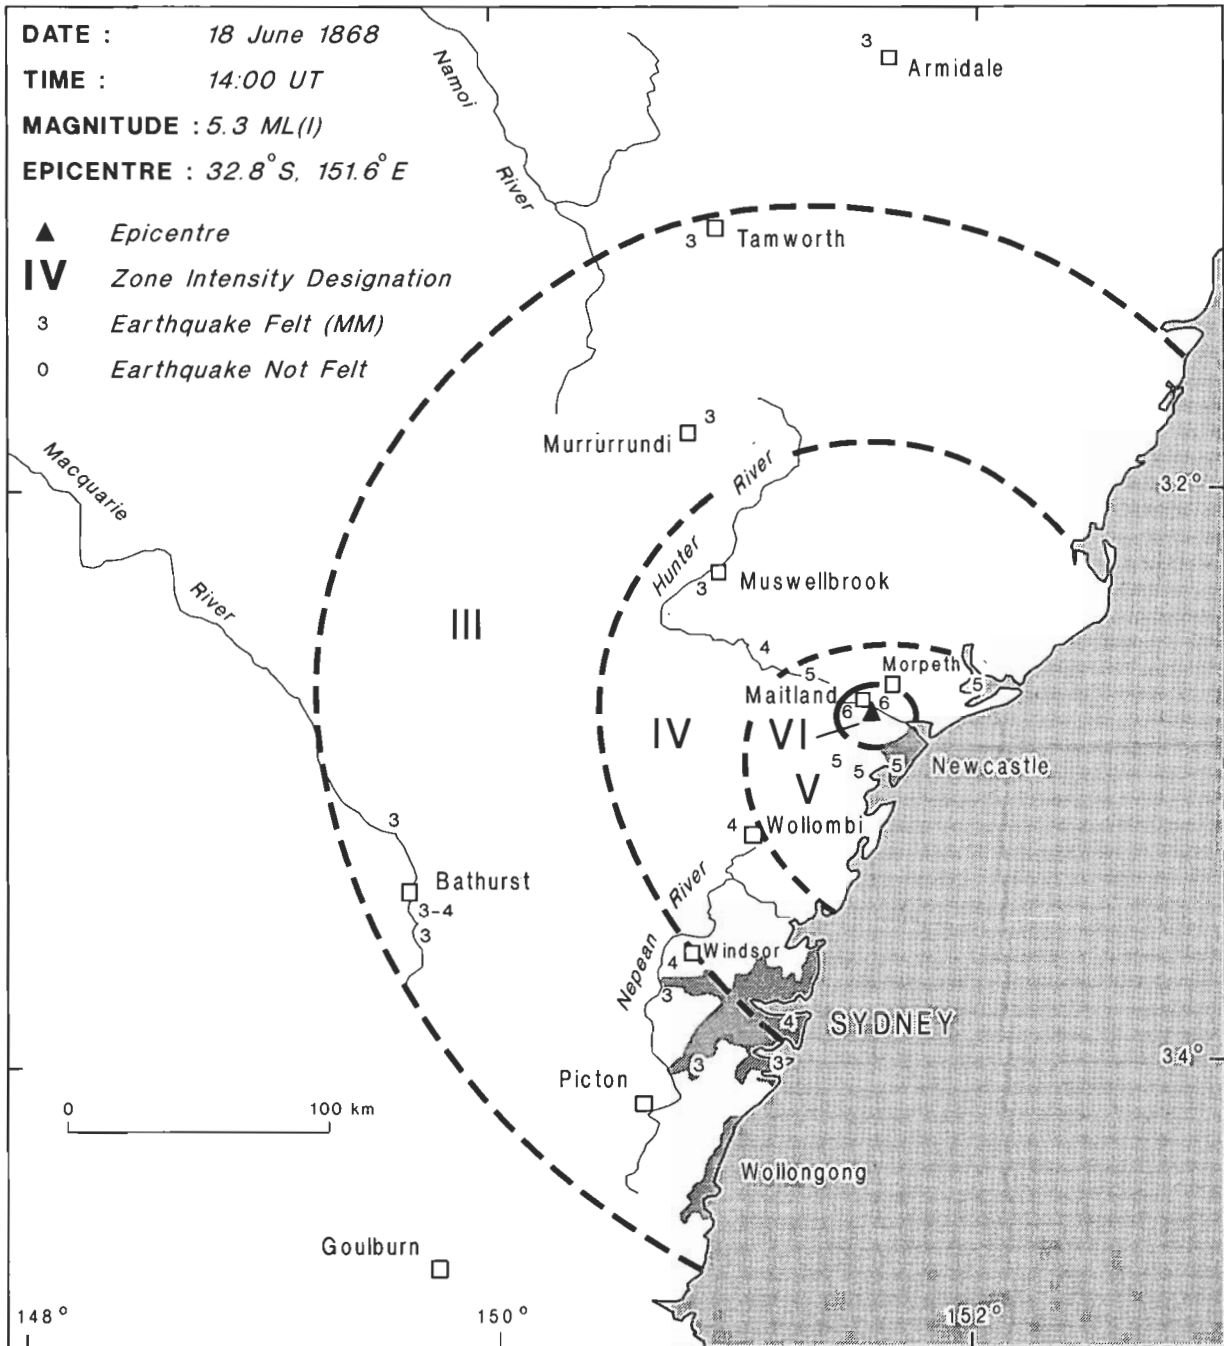 DATE : 18 June 1868
TIME : 14:00 UT
MAGNITUDE : 5.3 ML(I)
EPICENTRE : 32.8°S, 151.6°E
▲ Epicentre
IV Zone Intensity Designation
3 Earthquake Felt (MM)
0 Earthquake Not Felt
Namoi
River
3
Armidale
3
Tamworth
Murrurrundi
3
Macquarie
River
Hunter
River
32°
3
Muswellbrook
III
4
5
Morpeth
5
Maitland
6
6
IV
VI
V
5
5
5
Newcastle
4
Wollombi
3
Bathurst
3-4
3
Nepean
River
4
Windsor
3
4
SYDNEY
3
3
34°
Picton
0
100 km
Wollongong
Goulburn
148°
150°
152°